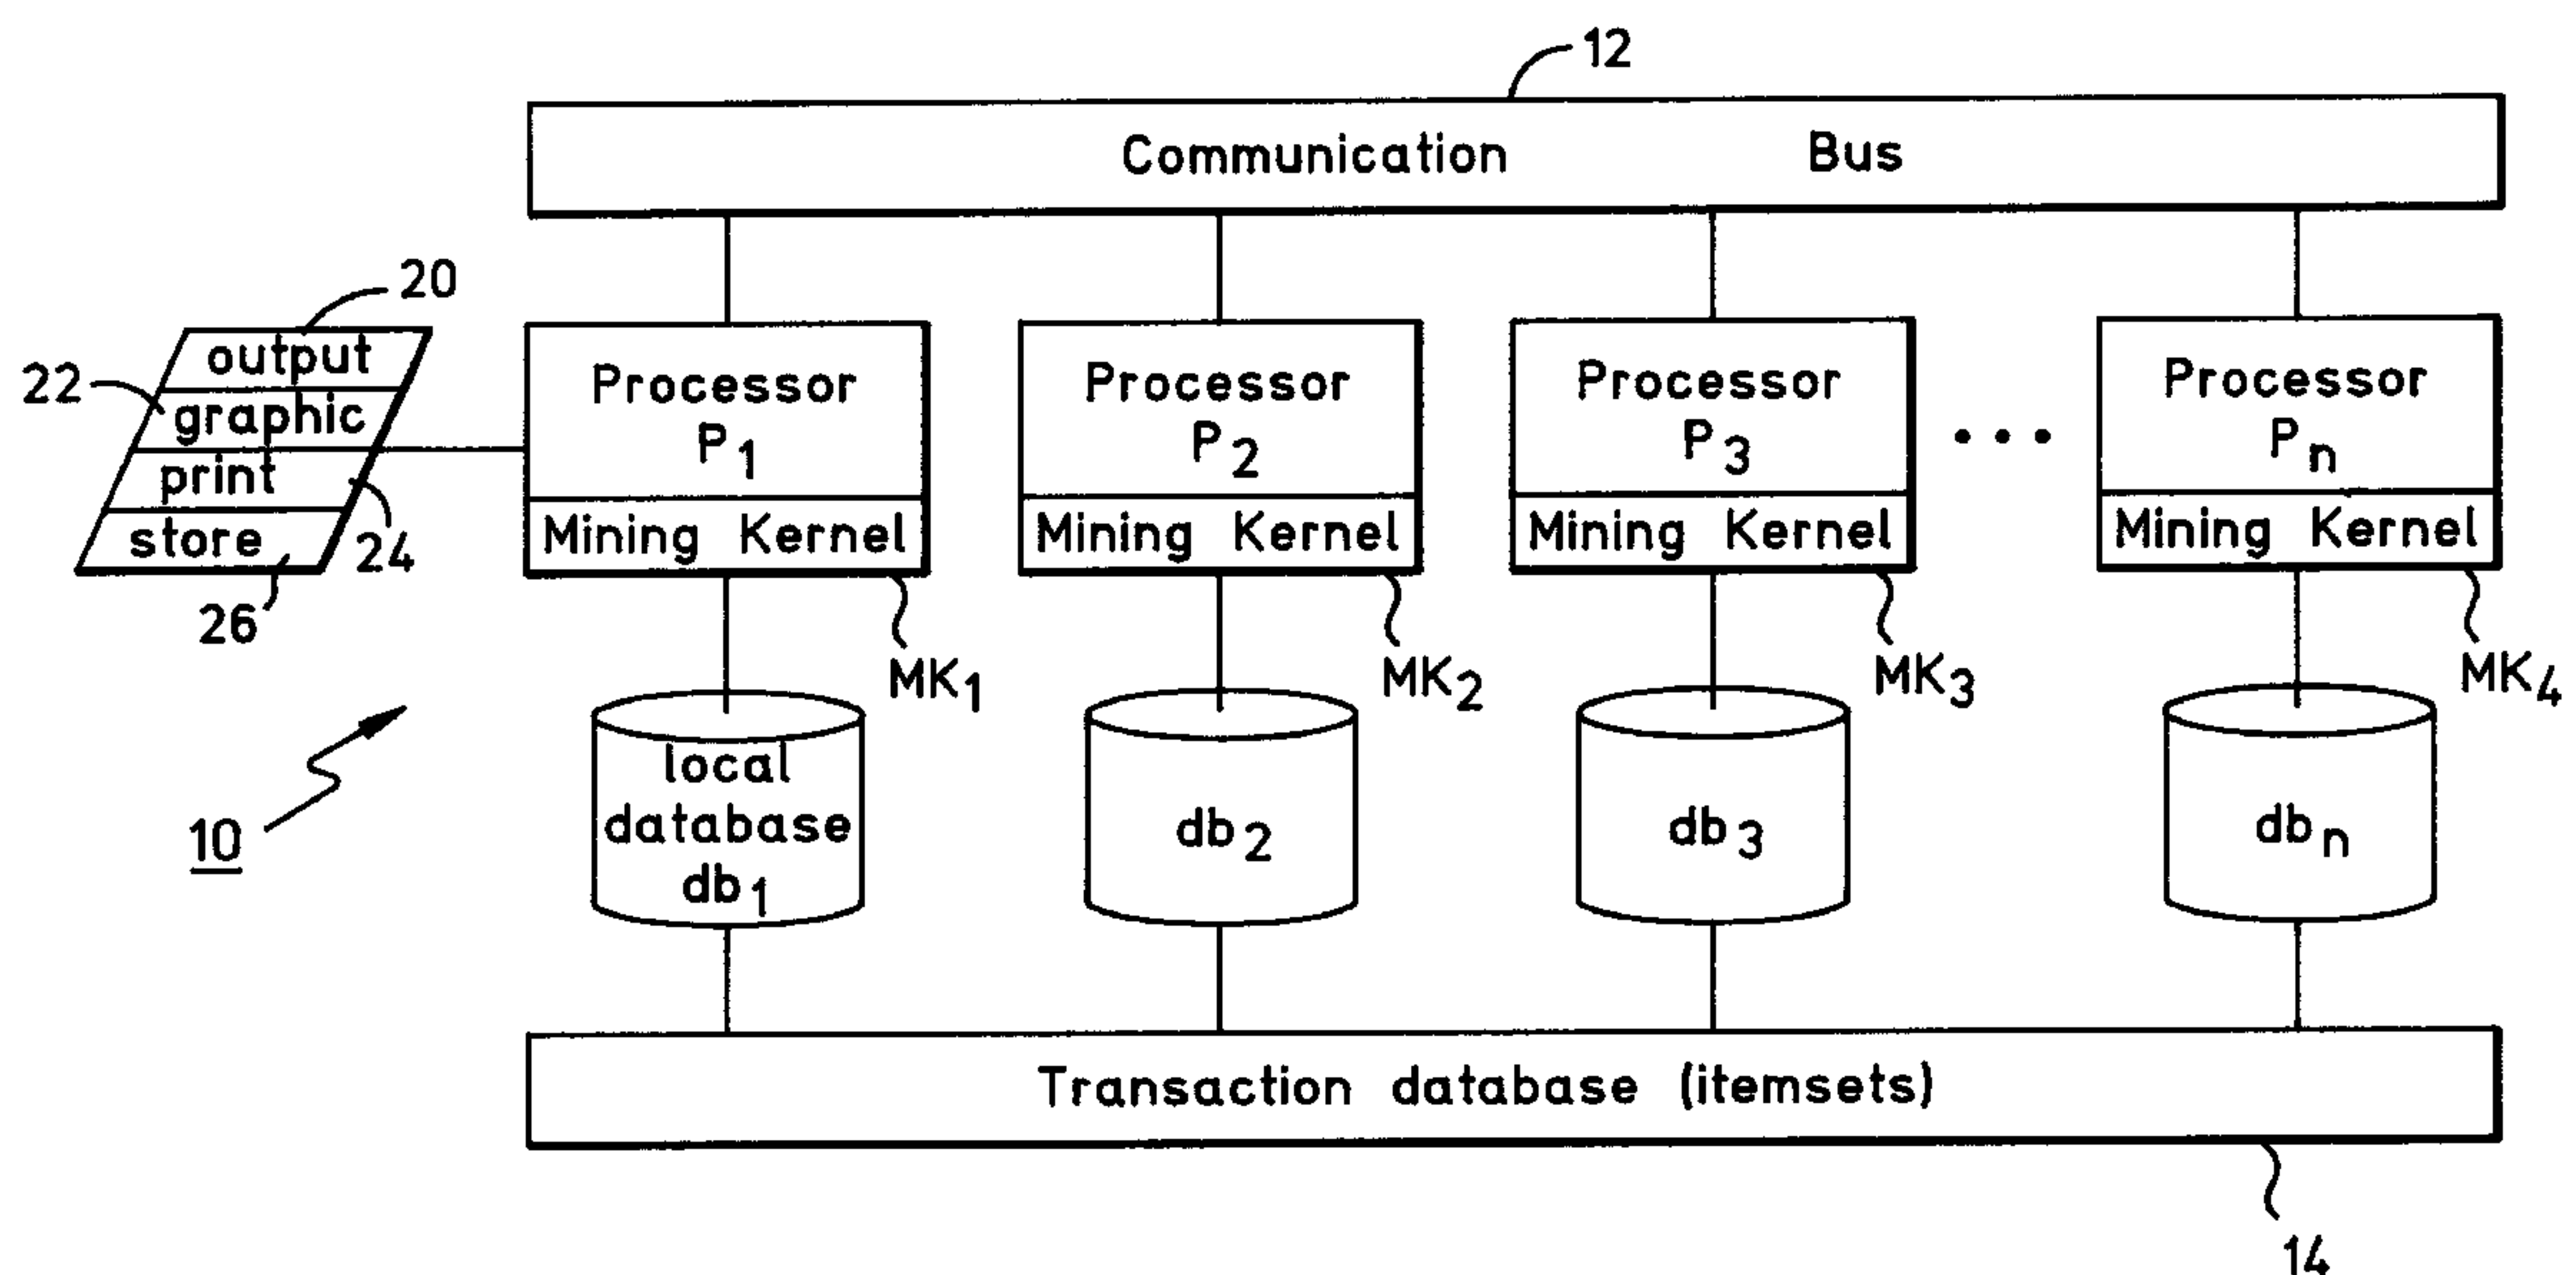 12
Communication Bus
20
output
22
graphic
print
store
24
26
Processor
P1
Mining Kernel
MK1
Processor
P2
Mining Kernel
MK2
Processor
P3
Mining Kernel
MK3
• • •
Processor
Pn
Mining Kernel
MK4
10
local
database
db1
db2
db3
dbn
Transaction database (itemsets)
14